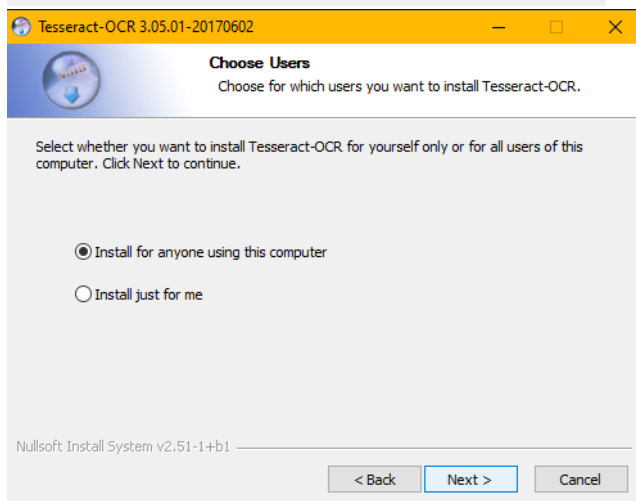 Tesseract-OCR 3.05.01-20170602
Choose Users
Choose for which users you want to install Tesseract-OCR.
Select whether you want to install Tesseract-OCR for yourself only or for all users of this
computer. Click Next to continue.
Install for anyone using this computer
Install just for me
Nullsoft Install System v2.51-1+b1
< Back Next > Cancel